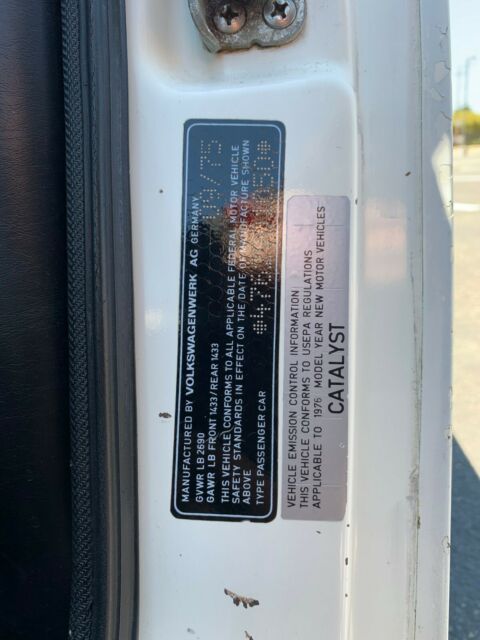 MANUFACTURED BY VOLKSWAGENWERK AG GERMANY
GVWR LB 2690
GAWR LB FRONT 1433/REAR 1433
THIS VEHICLE CONFORMS TO ALL APPLICABLE FEDERAL MOTOR VEHICLE
SAFETY STANDARDS IN EFFECT ON THE DATE OF MANUFACTURE SHOWN
ABOVE
TYPE PASSENGER CAR
VEHICLE EMISSION CONTROL INFORMATION
THIS VEHICLE CONFORMS TO USEPA REGULATIONS
APPLICABLE TO 1976 MODEL YEAR NEW MOTOR VEHICLES
CATALYST